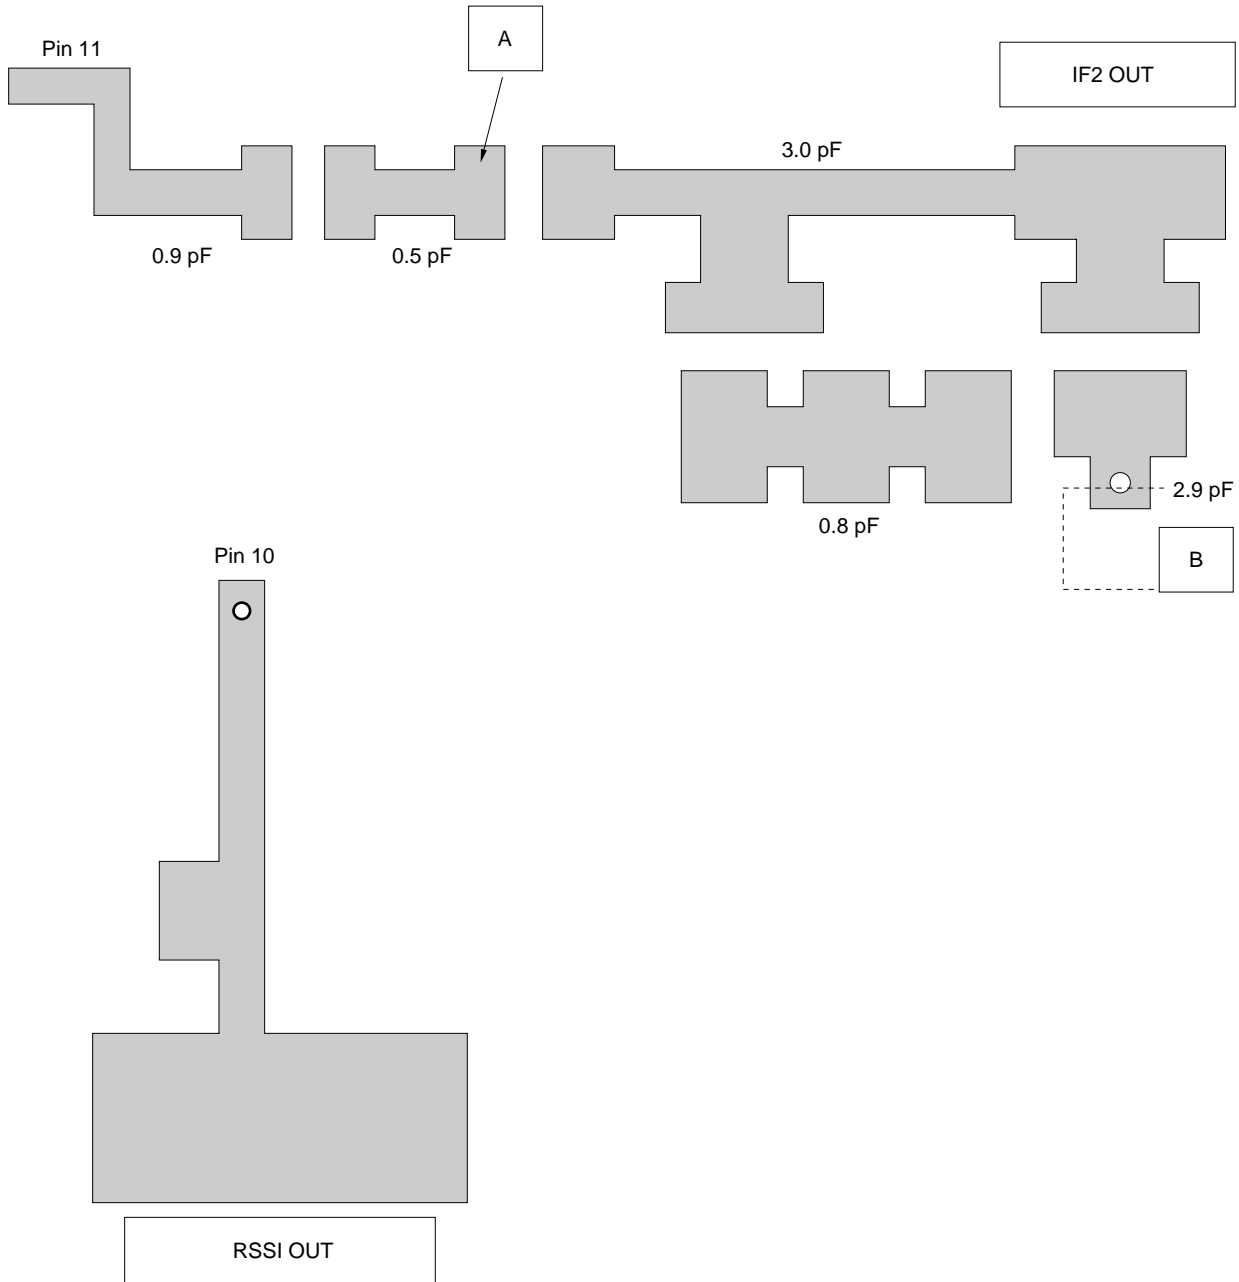 A
Pin 11
IF2 OUT
3.0 pF
0.9 pF
0.5 pF
2.9 pF
0.8 pF
B
Pin 10
RSSI OUT